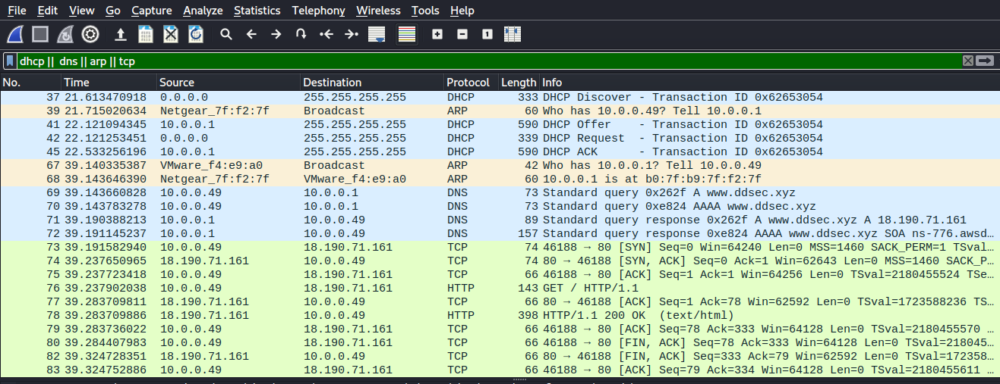 File Edit View Go Capture Analyze Statistics Telephony Wireless Tools Help
dhcp || dns || arp || tcp
No. Time Source Destination Protocol Length Info
37 21.613470918 0.0.0.0 255.255.255.255 DHCP 333 DHCP Discover - Transaction ID 0x62653054
39 21.715020634 Netgear_7f:f2:7f Broadcast ARP 60 Who has 10.0.0.49? Tell 10.0.0.1
41 22.121094345 10.0.0.1 255.255.255.255 DHCP 590 DHCP Offer - Transaction ID 0x62653054
42 22.121253451 0.0.0.0 255.255.255.255 DHCP 339 DHCP Request - Transaction ID 0x62653054
45 22.533256196 10.0.0.1 255.255.255.255 DHCP 590 DHCP ACK - Transaction ID 0x62653054
67 39.140335387 VMware_f4:e9:a0 Broadcast ARP 42 Who has 10.0.0.1? Tell 10.0.0.49
68 39.143646390 Netgear_7f:f2:7f VMware_f4:e9:a0 ARP 60 10.0.0.1 is at b0:7f:b9:7f:f2:7f
69 39.143660828 10.0.0.49 10.0.0.1 DNS 73 Standard query 0x262f A www.ddsec.xyz
70 39.143783278 10.0.0.49 10.0.0.1 DNS 73 Standard query 0xe824 AAAA www.ddsec.xyz
71 39.190388213 10.0.0.1 10.0.0.49 DNS 89 Standard query response 0x262f A www.ddsec.xyz A 18.190.71.161
72 39.191145237 10.0.0.1 10.0.0.49 DNS 157 Standard query response 0xe824 AAAA www.ddsec.xyz SOA ns-776.awsd…
73 39.191582940 10.0.0.49 18.190.71.161 TCP 74 46188 → 80 [SYN] Seq=0 Win=64240 Len=0 MSS=1460 SACK_PERM=1 TSval…
74 39.237650965 18.190.71.161 10.0.0.49 TCP 74 80 → 46188 [SYN, ACK] Seq=0 Ack=1 Win=62643 Len=0 MSS=1460 SACK_P…
75 39.237723418 10.0.0.49 18.190.71.161 TCP 66 46188 → 80 [ACK] Seq=1 Ack=1 Win=64256 Len=0 TSval=2180455524 TSe…
76 39.237902038 10.0.0.49 18.190.71.161 HTTP 143 GET / HTTP/1.1
77 39.283709811 18.190.71.161 10.0.0.49 TCP 66 80 → 46188 [ACK] Seq=1 Ack=78 Win=62592 Len=0 TSval=1723588236 TS…
78 39.283709886 18.190.71.161 10.0.0.49 HTTP 398 HTTP/1.1 200 OK (text/html)
79 39.283736022 10.0.0.49 18.190.71.161 TCP 66 46188 → 80 [ACK] Seq=78 Ack=333 Win=64128 Len=0 TSval=2180455570 …
80 39.284407983 10.0.0.49 18.190.71.161 TCP 66 46188 → 80 [FIN, ACK] Seq=78 Ack=333 Win=64128 Len=0 TSval=218045…
82 39.324728351 18.190.71.161 10.0.0.49 TCP 66 80 → 46188 [FIN, ACK] Seq=333 Ack=79 Win=62592 Len=0 TSval=172358…
83 39.324752886 10.0.0.49 18.190.71.161 TCP 66 46188 → 80 [ACK] Seq=79 Ack=334 Win=64128 Len=0 TSval=2180455611 …